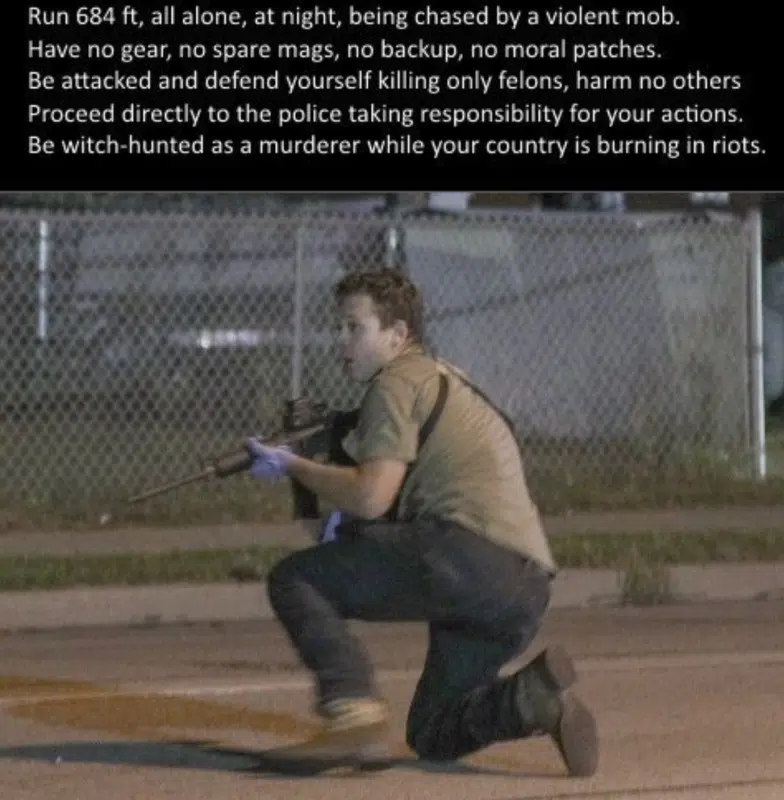 Run 684 ft, all alone, at night, being chased by a violent mob.
Have no gear, no spare mags, no backup, no moral patches.
Be attacked and defend yourself killing only felons, harm no others
Proceed directly to the police taking responsibility for your actions.
Be witch-hunted as a murderer while your country is burning in riots.